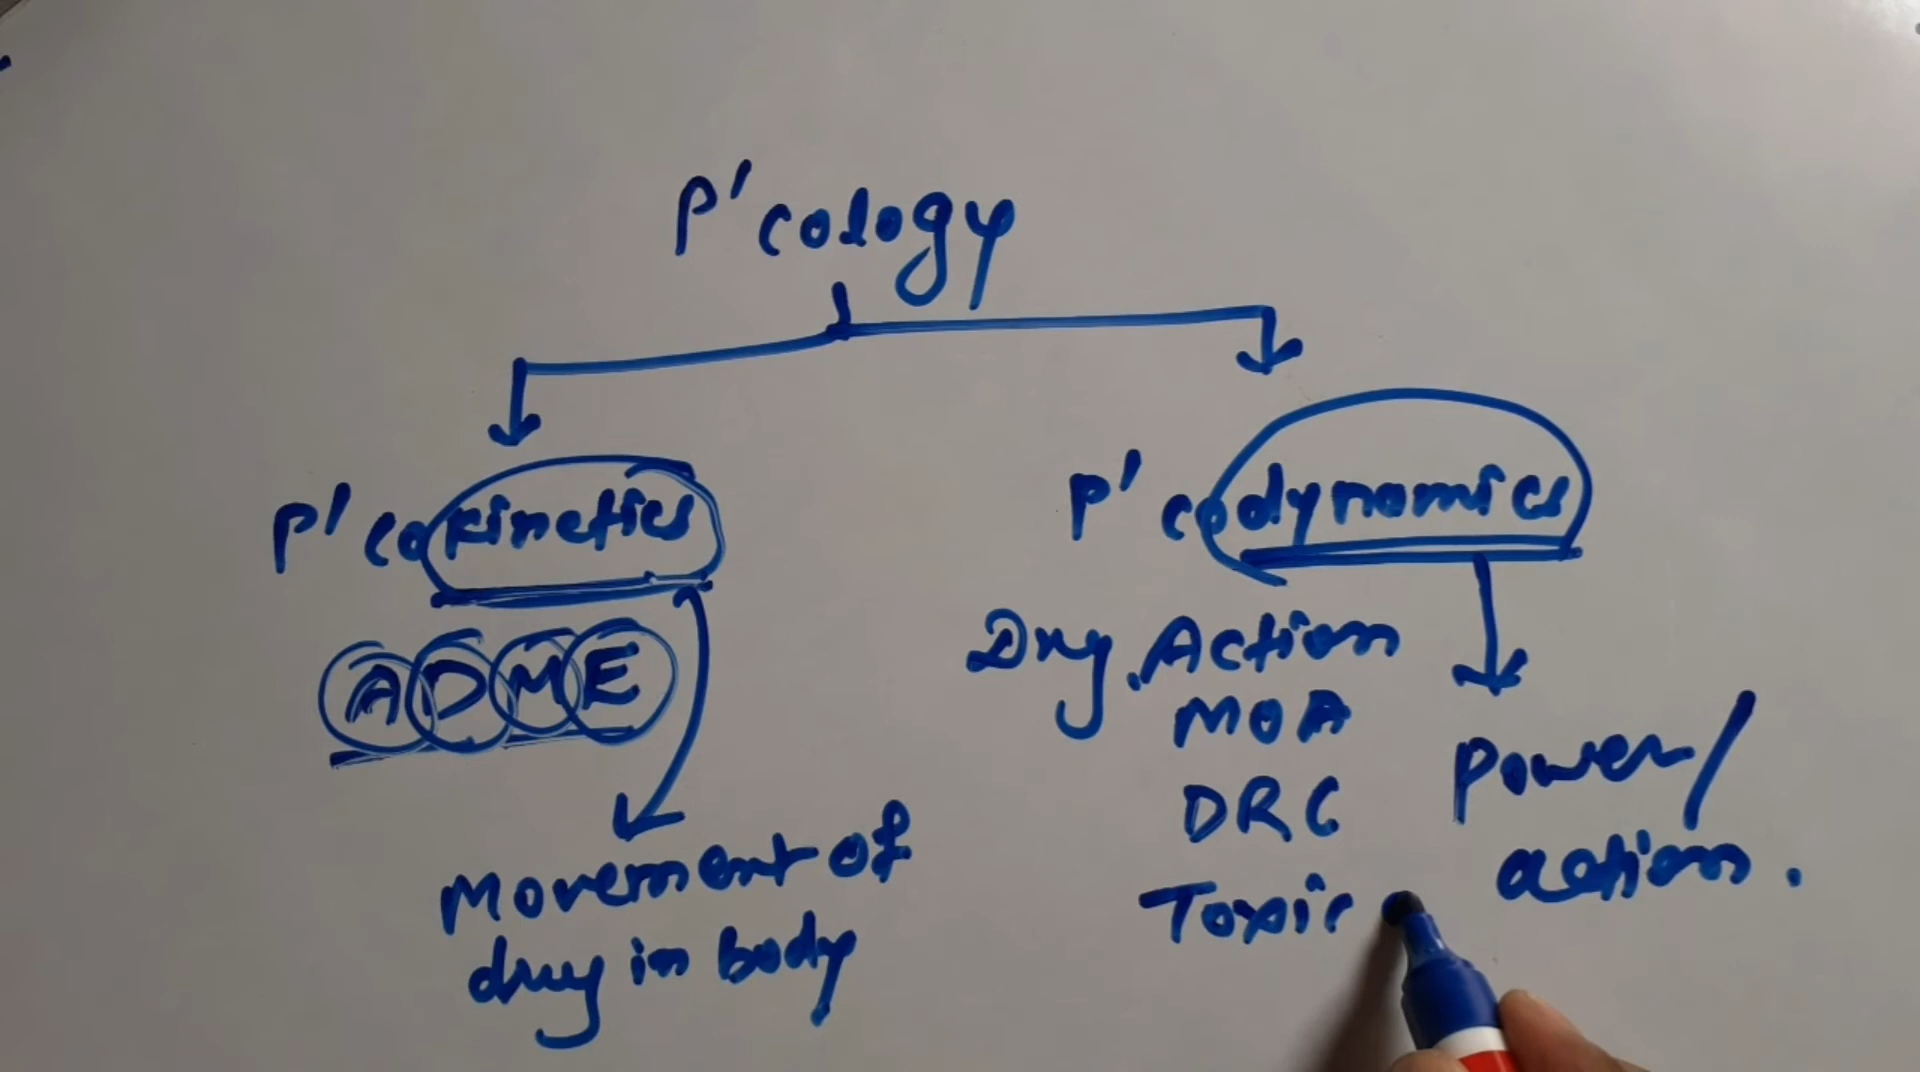 P'cology
P'cokinetics
P'codynamics
ADME
Drug Action
MOA
DRC
Toxic
Power/
action.
Movement of
drug in body